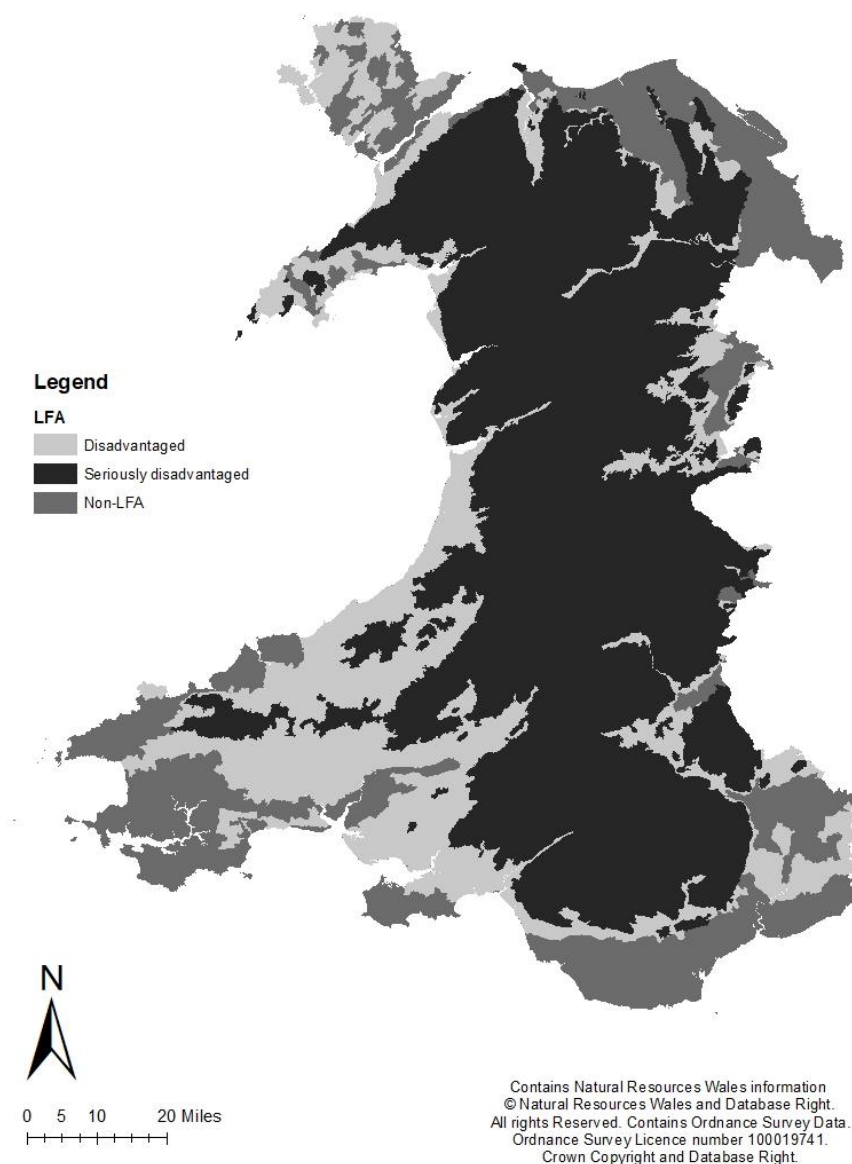 Legend
LFA
Disadvantaged
Seriously disadvantaged
Non-LFA
N
0 5 10 20 Miles
Contains Natural Resources Wales information
© Natural Resources Wales and Database Right.
All rights Reserved. Contains Ordnance Survey Data.
Ordnance Survey Licence number 100019741.
Crown Copyright and Database Right.